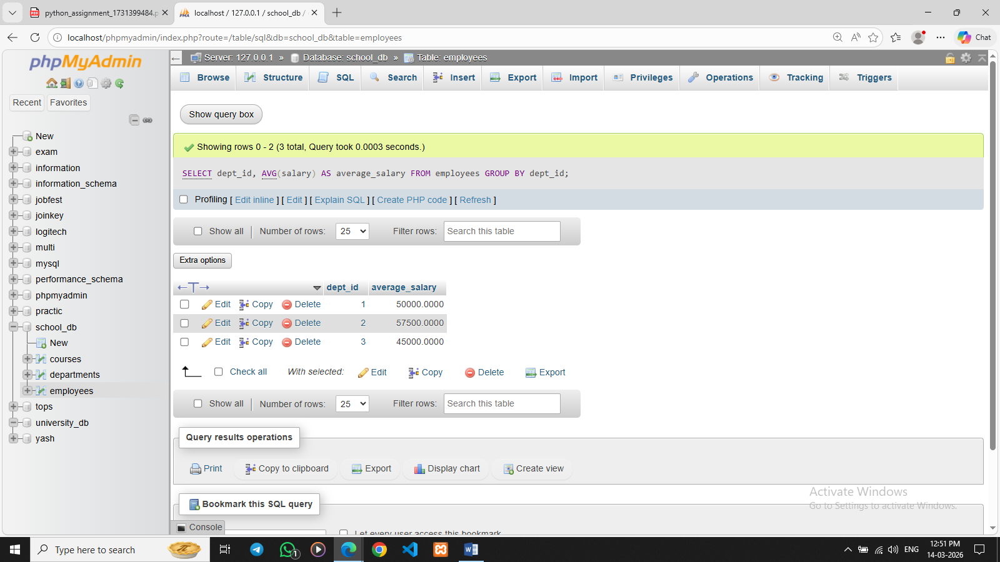 python_assignment_1731399484.p
localhost / 127.0.0.1 / school_db /
localhost/phpmyadmin/index.php?route=/table/sql&db=school_db&table=employees
Chat
phpMyAdmin
Server: 127.0.0.1 » Database: school_db » Table: employees
Browse Structure SQL Search Insert Export Import Privileges Operations Tracking Triggers
Recent Favorites
New
exam
information
information_schema
jobfest
joinkey
logitech
multi
mysql
performance_schema
phpmyadmin
practic
school_db
New
courses
departments
employees
tops
university_db
yash
Show query box
Showing rows 0 - 2 (3 total, Query took 0.0003 seconds.)
SELECT dept_id, AVG(salary) AS average_salary FROM employees GROUP BY dept_id;
Profiling [ Edit inline ] [ Edit ] [ Explain SQL ] [ Create PHP code ] [ Refresh ]
Show all Number of rows: 25 Filter rows: Search this table
Extra options
dept_id average_salary
Edit Copy Delete 1 50000.0000
Edit Copy Delete 2 57500.0000
Edit Copy Delete 3 45000.0000
Check all With selected: Edit Copy Delete Export
Show all Number of rows: 25 Filter rows: Search this table
Query results operations
Print Copy to clipboard Export Display chart Create view
Bookmark this SQL query
Console
Let every user access this bookmark
Activate Windows
Go to Settings to activate Windows.
Type here to search
1
ENG
12:51 PM
14-03-2026